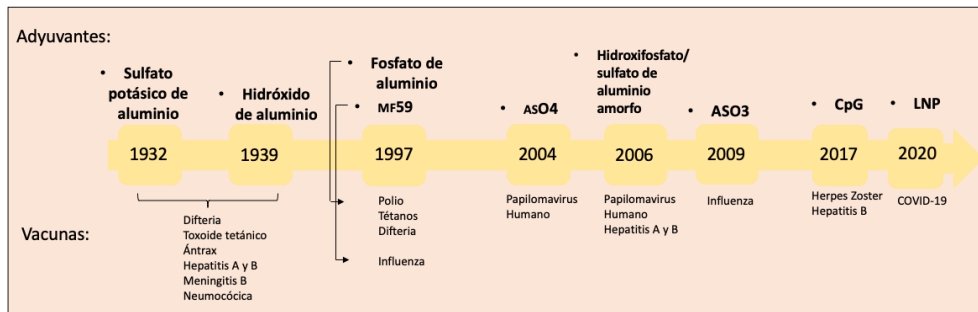 Adyuvantes:
• Sulfato
potásico de
aluminio
• Hidróxido
de aluminio
• Fosfato de
aluminio
• MF59
• ASO4
• Hidroxifosfato/
sulfato de
aluminio
amorfo
• ASO3
• CpG
• LNP
1932
1939
1997
2004
2006
2009
2017
2020
Vacunas:
Difteria
Toxoide tetánico
Ántrax
Hepatitis A y B
Meningitis B
Neumocócica
Polio
Tétanos
Difteria
Influenza
Papilomavirus
Humano
Papilomavirus
Humano
Hepatitis A y B
Influenza
Herpes Zoster
Hepatitis B
COVID-19